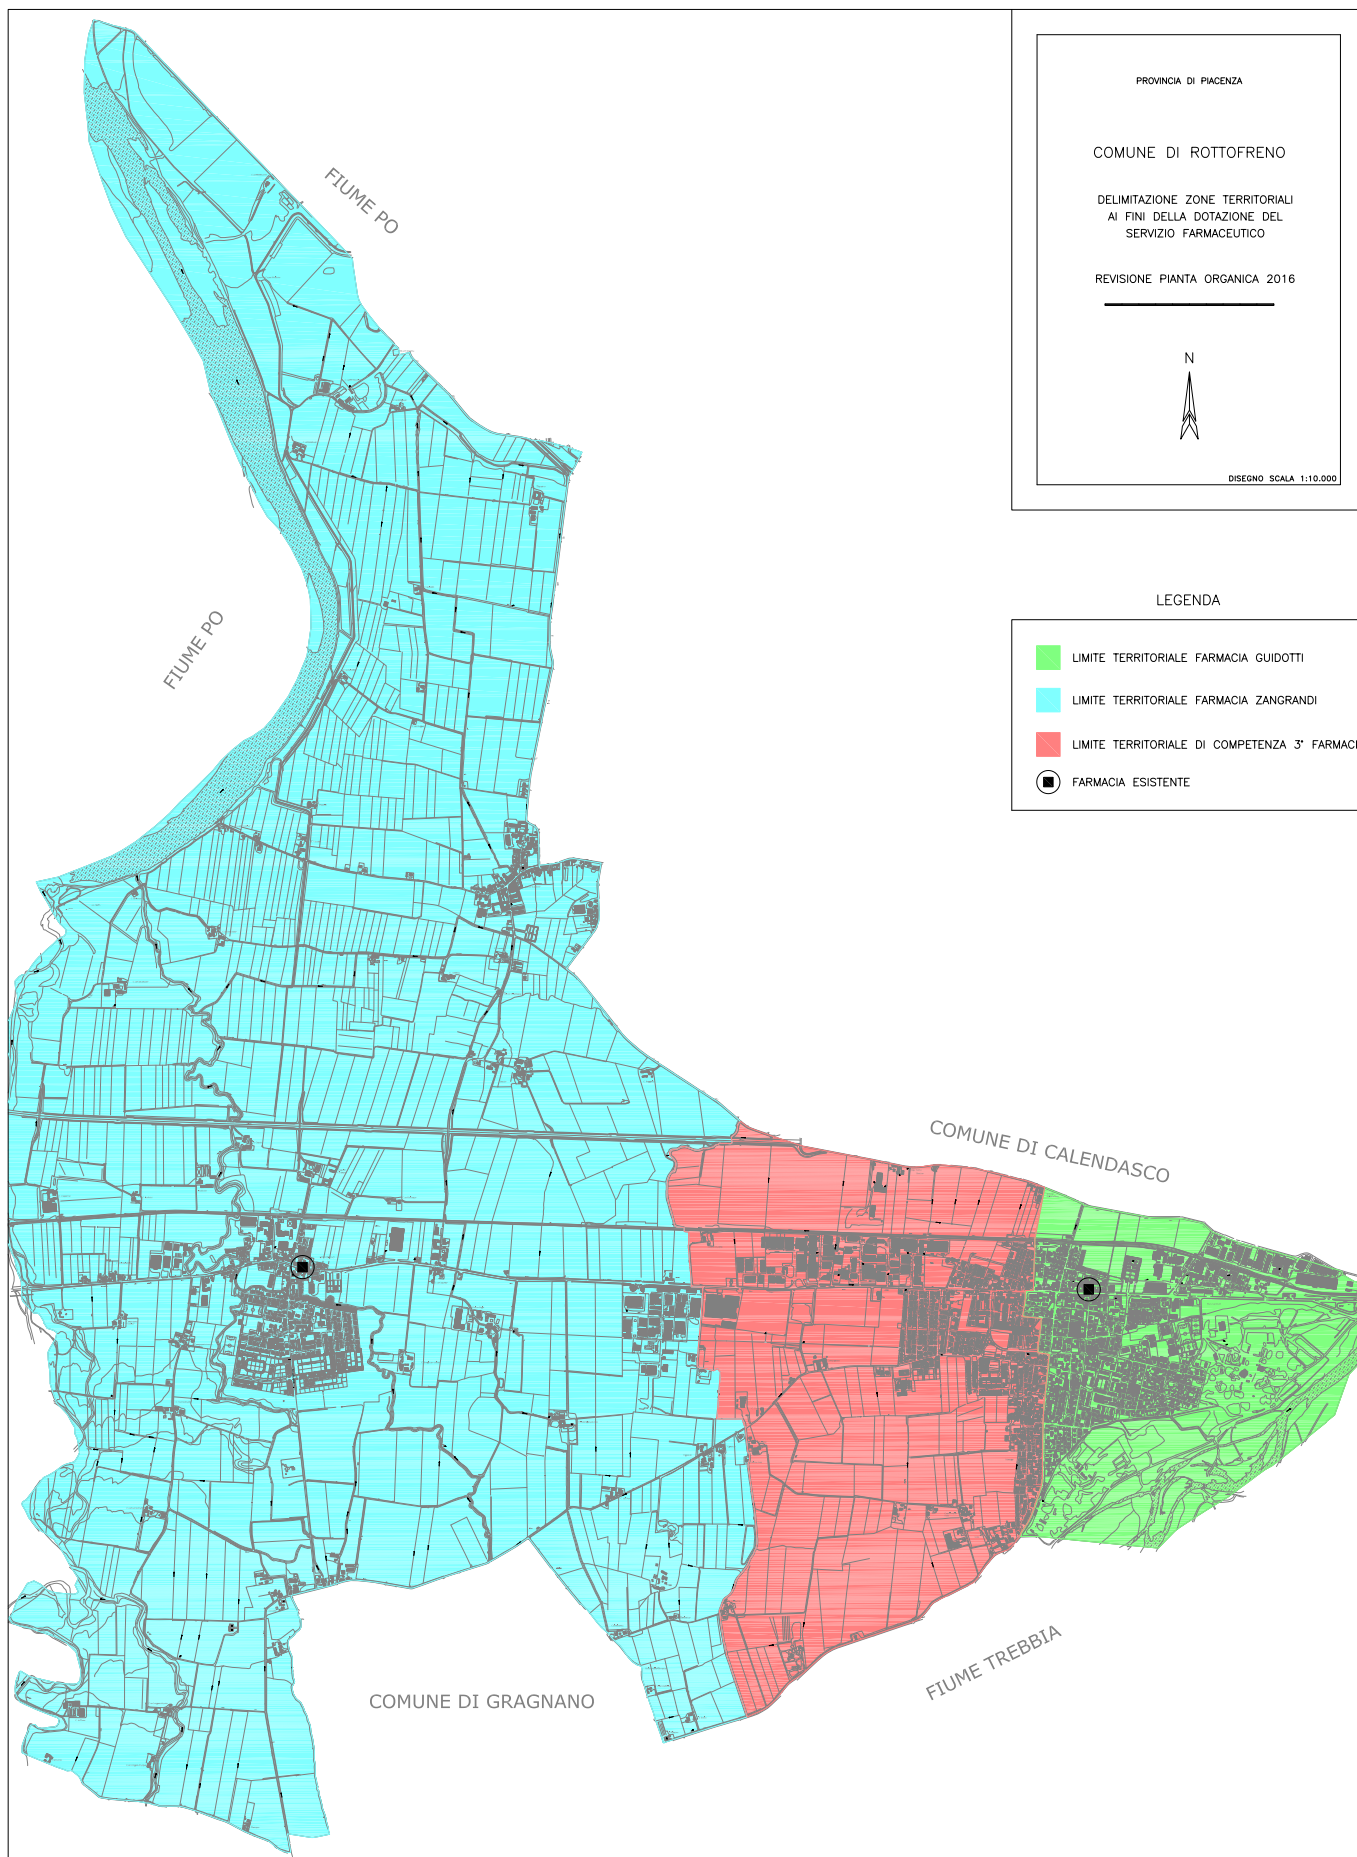 PROVINCIA DI PIACENZA
COMUNE DI ROTTOFRENO
DELIMITAZIONE ZONE TERRITORIALI
AI FINI DELLA DOTAZIONE DEL
SERVIZIO FARMACEUTICO
REVISIONE PIANTA ORGANICA 2016
N
DISEGNO SCALA 1:10.000
LEGENDA
LIMITE TERRITORIALE FARMACIA GUIDOTTI
LIMITE TERRITORIALE FARMACIA ZANGRANDI
LIMITE TERRITORIALE DI COMPETENZA 3° FARMACI
FARMACIA ESISTENTE
FIUME PO
FIUME PO
COMUNE DI CALENDASCO
FIUME TREBBIA
COMUNE DI GRAGNANO